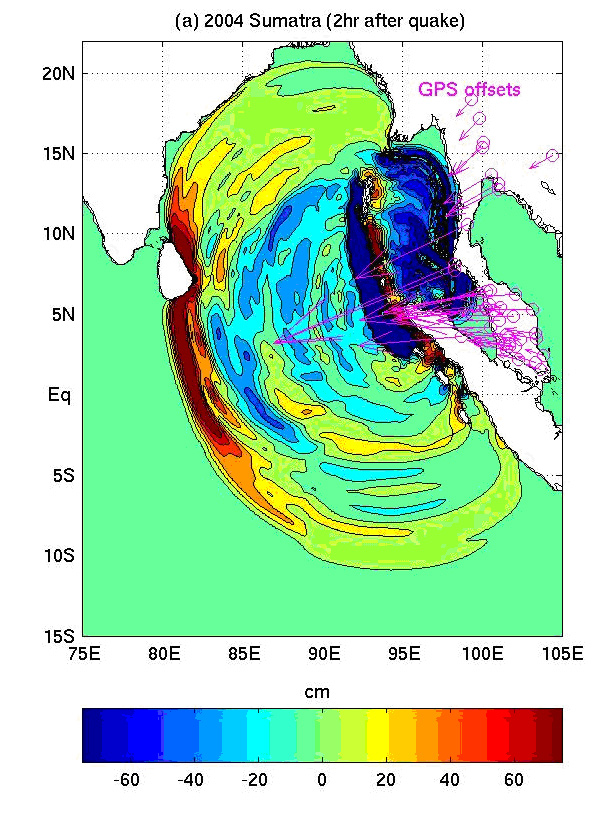 (a) 2004 Sumatra (2hr after quake)
GPS offsets
20N
15N
10N
5N
Eq
5S
10S
15S
75E 80E 85E 90E 95E 100E 105E
cm
-60 -40 -20 0 20 40 60